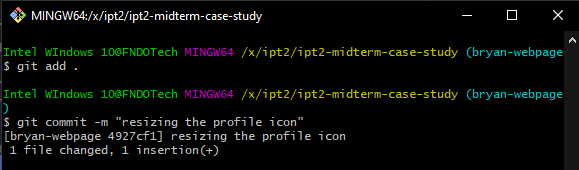 MINGW64:/x/ipt2/ipt2-midterm-case-study
Intel WIndows 10@FNDOTech MINGW64 /x/ipt2/ipt2-midterm-case-study (bryan-webpage
$ git add .
Intel WIndows 10@FNDOTech MINGW64 /x/ipt2/ipt2-midterm-case-study (bryan-webpage
)
$ git commit -m "resizing the profile icon"
[bryan-webpage 4927cf1] resizing the profile icon
 1 file changed, 1 insertion(+)